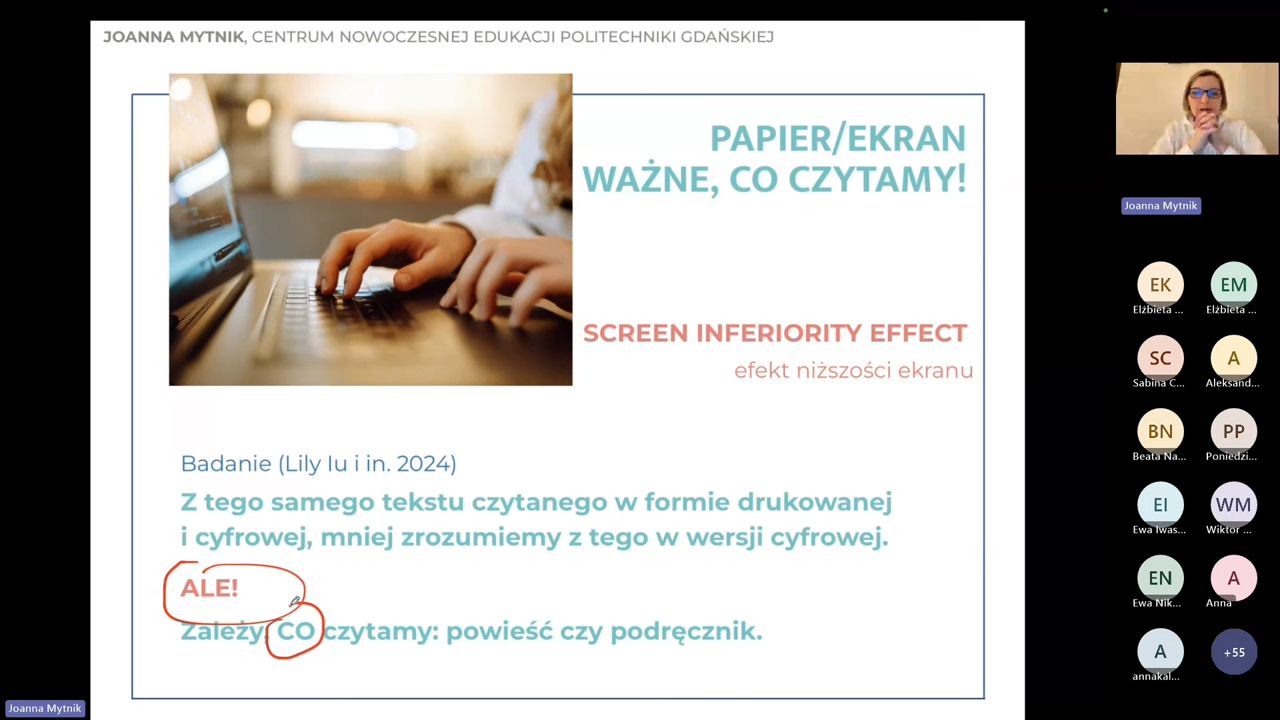 JOANNA MYTNIK, CENTRUM NOWOCZESNEJ EDUKACJI POLITECHNIKI GDAŃSKIEJ
PAPIER/EKRAN
WAŻNE, CO CZYTAMY!
SCREEN INFERIORITY EFFECT
efekt niższości ekranu
Badanie (Lily Iu i in. 2024)
Z tego samego tekstu czytanego w formie drukowanej
i cyfrowej, mniej zrozumiemy z tego w wersji cyfrowej.
ALE!
Zależy, CO czytamy: powieść czy podręcznik.
Joanna Mytnik
Joanna Mytnik
EK EM
Elżbieta ... Elżbieta ...
SC A
Sabina C... Aleksand...
BN PP
Beata Na... Poniedzi...
EI WM
Ewa Iwas... Wiktor ...
EN A
Ewa Nik... Anna
A +55
annakal...